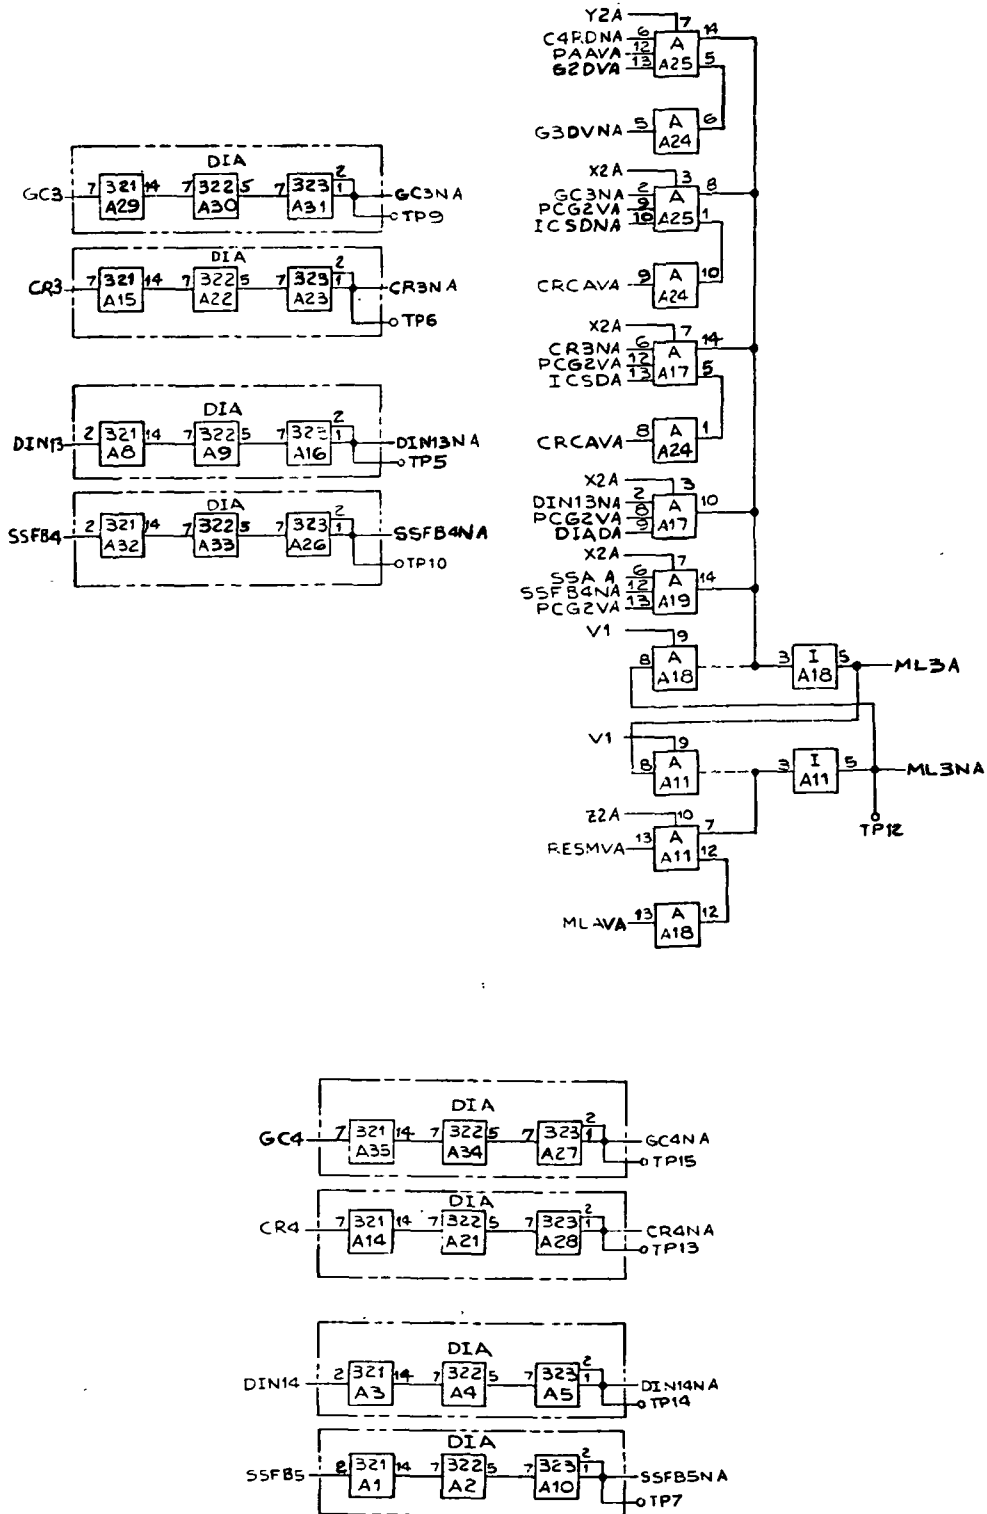 Y2A
7
C4RDNA 6 A 14
PAAVA 12
G2DVA 13 A25 5
G3DVNA 5 A 6
A24
DIA
GC3 7 321 14 7 322 5 7 323 2
1 GC3NA
A29 A30 A31
TP9
DIA
CR3 7 321 14 7 322 5 7 323 2
1 CR3NA
A15 A22 A23
TP6
X2A
3
GC3NA 2 A 8
PCG2VA 9
ICSDNA 10 A25 1
CRCAVA 9 A 10
A24
X2A
7
CR3NA 6 A 14
PCG2VA 12
ICSDA 13 A17 5
CRCAVA 8 A 1
A24
DIA
DIN13 2 321 14 7 322 5 7 323 2
1 DIN13NA
A8 A9 A16
TP5
DIA
SSFB4 2 321 14 7 322 5 7 323 2
1 SSFB4NA
A32 A33 A26
TP10
X2A
3
DIN13NA 2 A 10
PCG2VA 8
DIADA 9 A17
X2A
7
SSA A 6 A 14
SSFB4NA 12
PCG2VA 13 A19
V1
9
8 A 3 I 5 ML3A
A18 A18
V1
9
8 A 3 I 5 ML3NA
A11 A11
TP12
Z2A
10
RESMVA 13 A 7
A11 12
MLAVA 13 A 12
A18
DIA
GC4 7 321 14 7 322 5 7 323 2
1 GC4NA
A35 A34 A27
TP15
DIA
CR4 7 321 14 7 322 5 7 323 2
1 CR4NA
A14 A21 A28
TP13
DIA
DIN14 2 321 14 7 322 5 7 323 2
1 DIN14NA
A3 A4 A5
TP14
DIA
SSFB5 2 321 14 7 322 5 7 323 2
1 SSFB5NA
A1 A2 A10
TP7